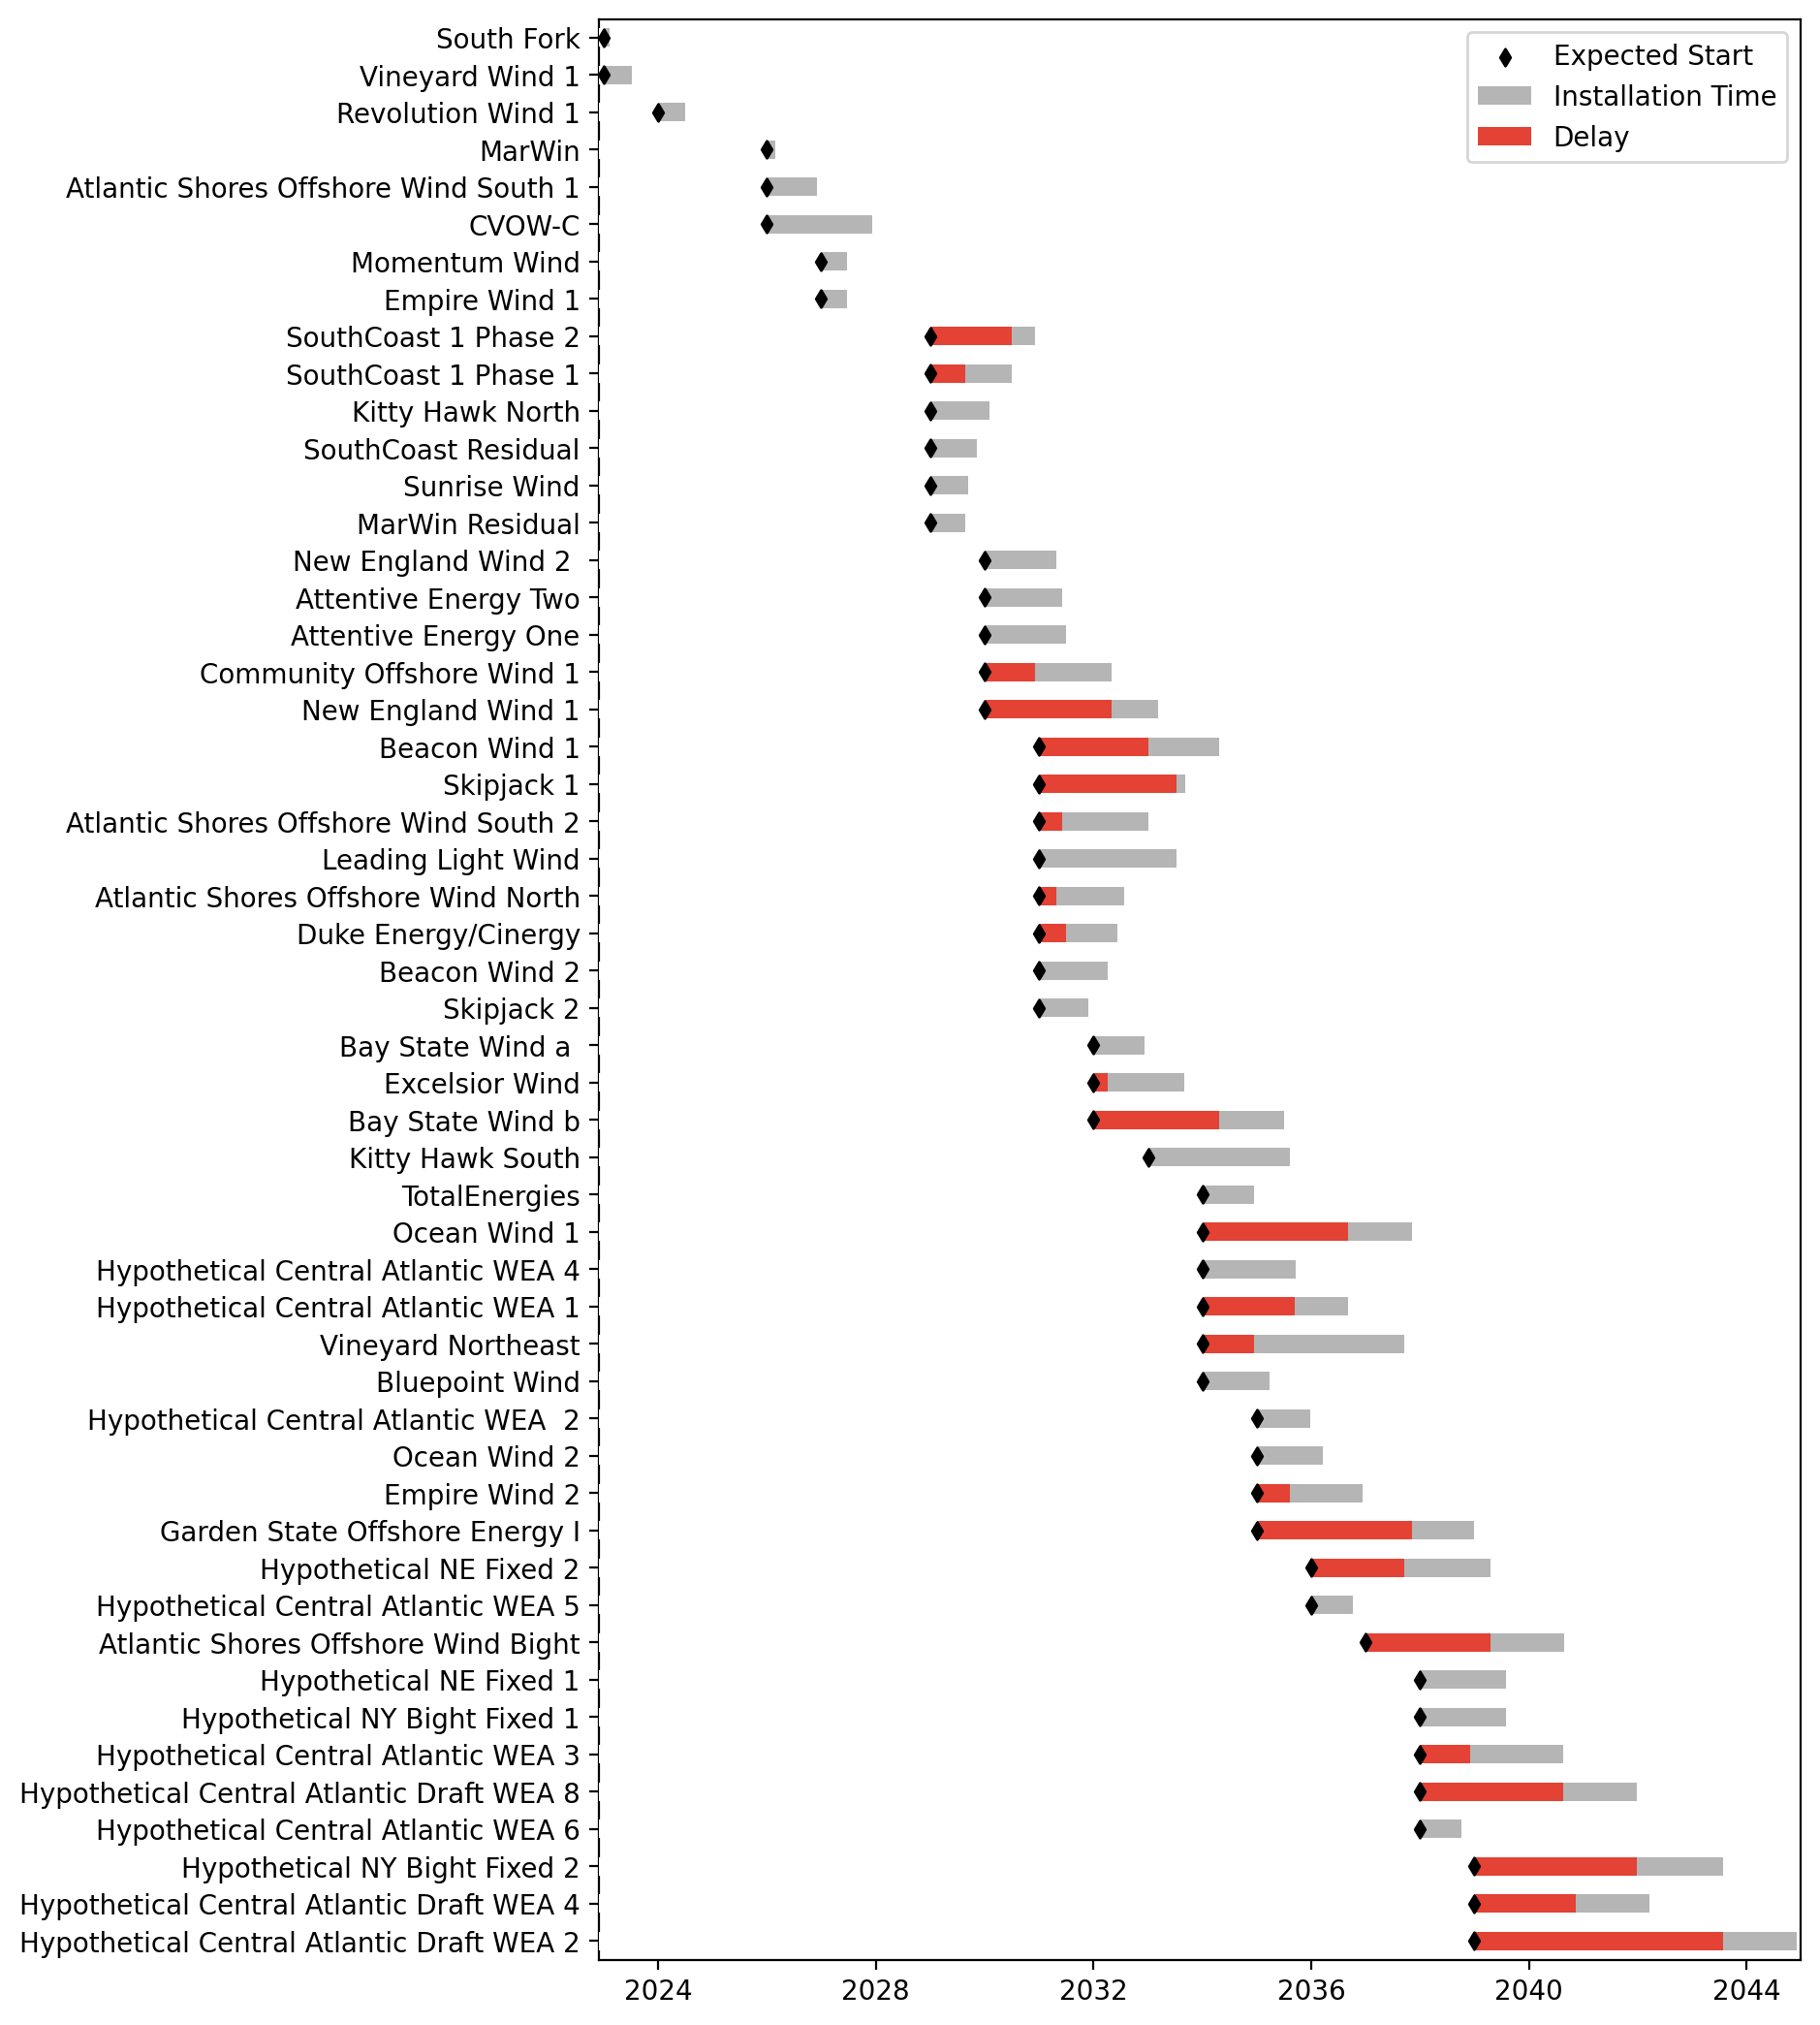 South Fork
Vineyard Wind 1
Revolution Wind 1
MarWin
Atlantic Shores Offshore Wind South 1
CVOW-C
Momentum Wind
Empire Wind 1
SouthCoast 1 Phase 2
SouthCoast 1 Phase 1
Kitty Hawk North
SouthCoast Residual
Sunrise Wind
MarWin Residual
New England Wind 2
Attentive Energy Two
Attentive Energy One
Community Offshore Wind 1
New England Wind 1
Beacon Wind 1
Skipjack 1
Atlantic Shores Offshore Wind South 2
Leading Light Wind
Atlantic Shores Offshore Wind North
Duke Energy/Cinergy
Beacon Wind 2
Skipjack 2
Bay State Wind a
Excelsior Wind
Bay State Wind b
Kitty Hawk South
TotalEnergies
Ocean Wind 1
Hypothetical Central Atlantic WEA 4
Hypothetical Central Atlantic WEA 1
Vineyard Northeast
Bluepoint Wind
Hypothetical Central Atlantic WEA  2
Ocean Wind 2
Empire Wind 2
Garden State Offshore Energy I
Hypothetical NE Fixed 2
Hypothetical Central Atlantic WEA 5
Atlantic Shores Offshore Wind Bight
Hypothetical NE Fixed 1
Hypothetical NY Bight Fixed 1
Hypothetical Central Atlantic WEA 3
Hypothetical Central Atlantic Draft WEA 8
Hypothetical Central Atlantic WEA 6
Hypothetical NY Bight Fixed 2
Hypothetical Central Atlantic Draft WEA 4
Hypothetical Central Atlantic Draft WEA 2
Expected Start
Installation Time
Delay
2024 2028 2032 2036 2040 2044